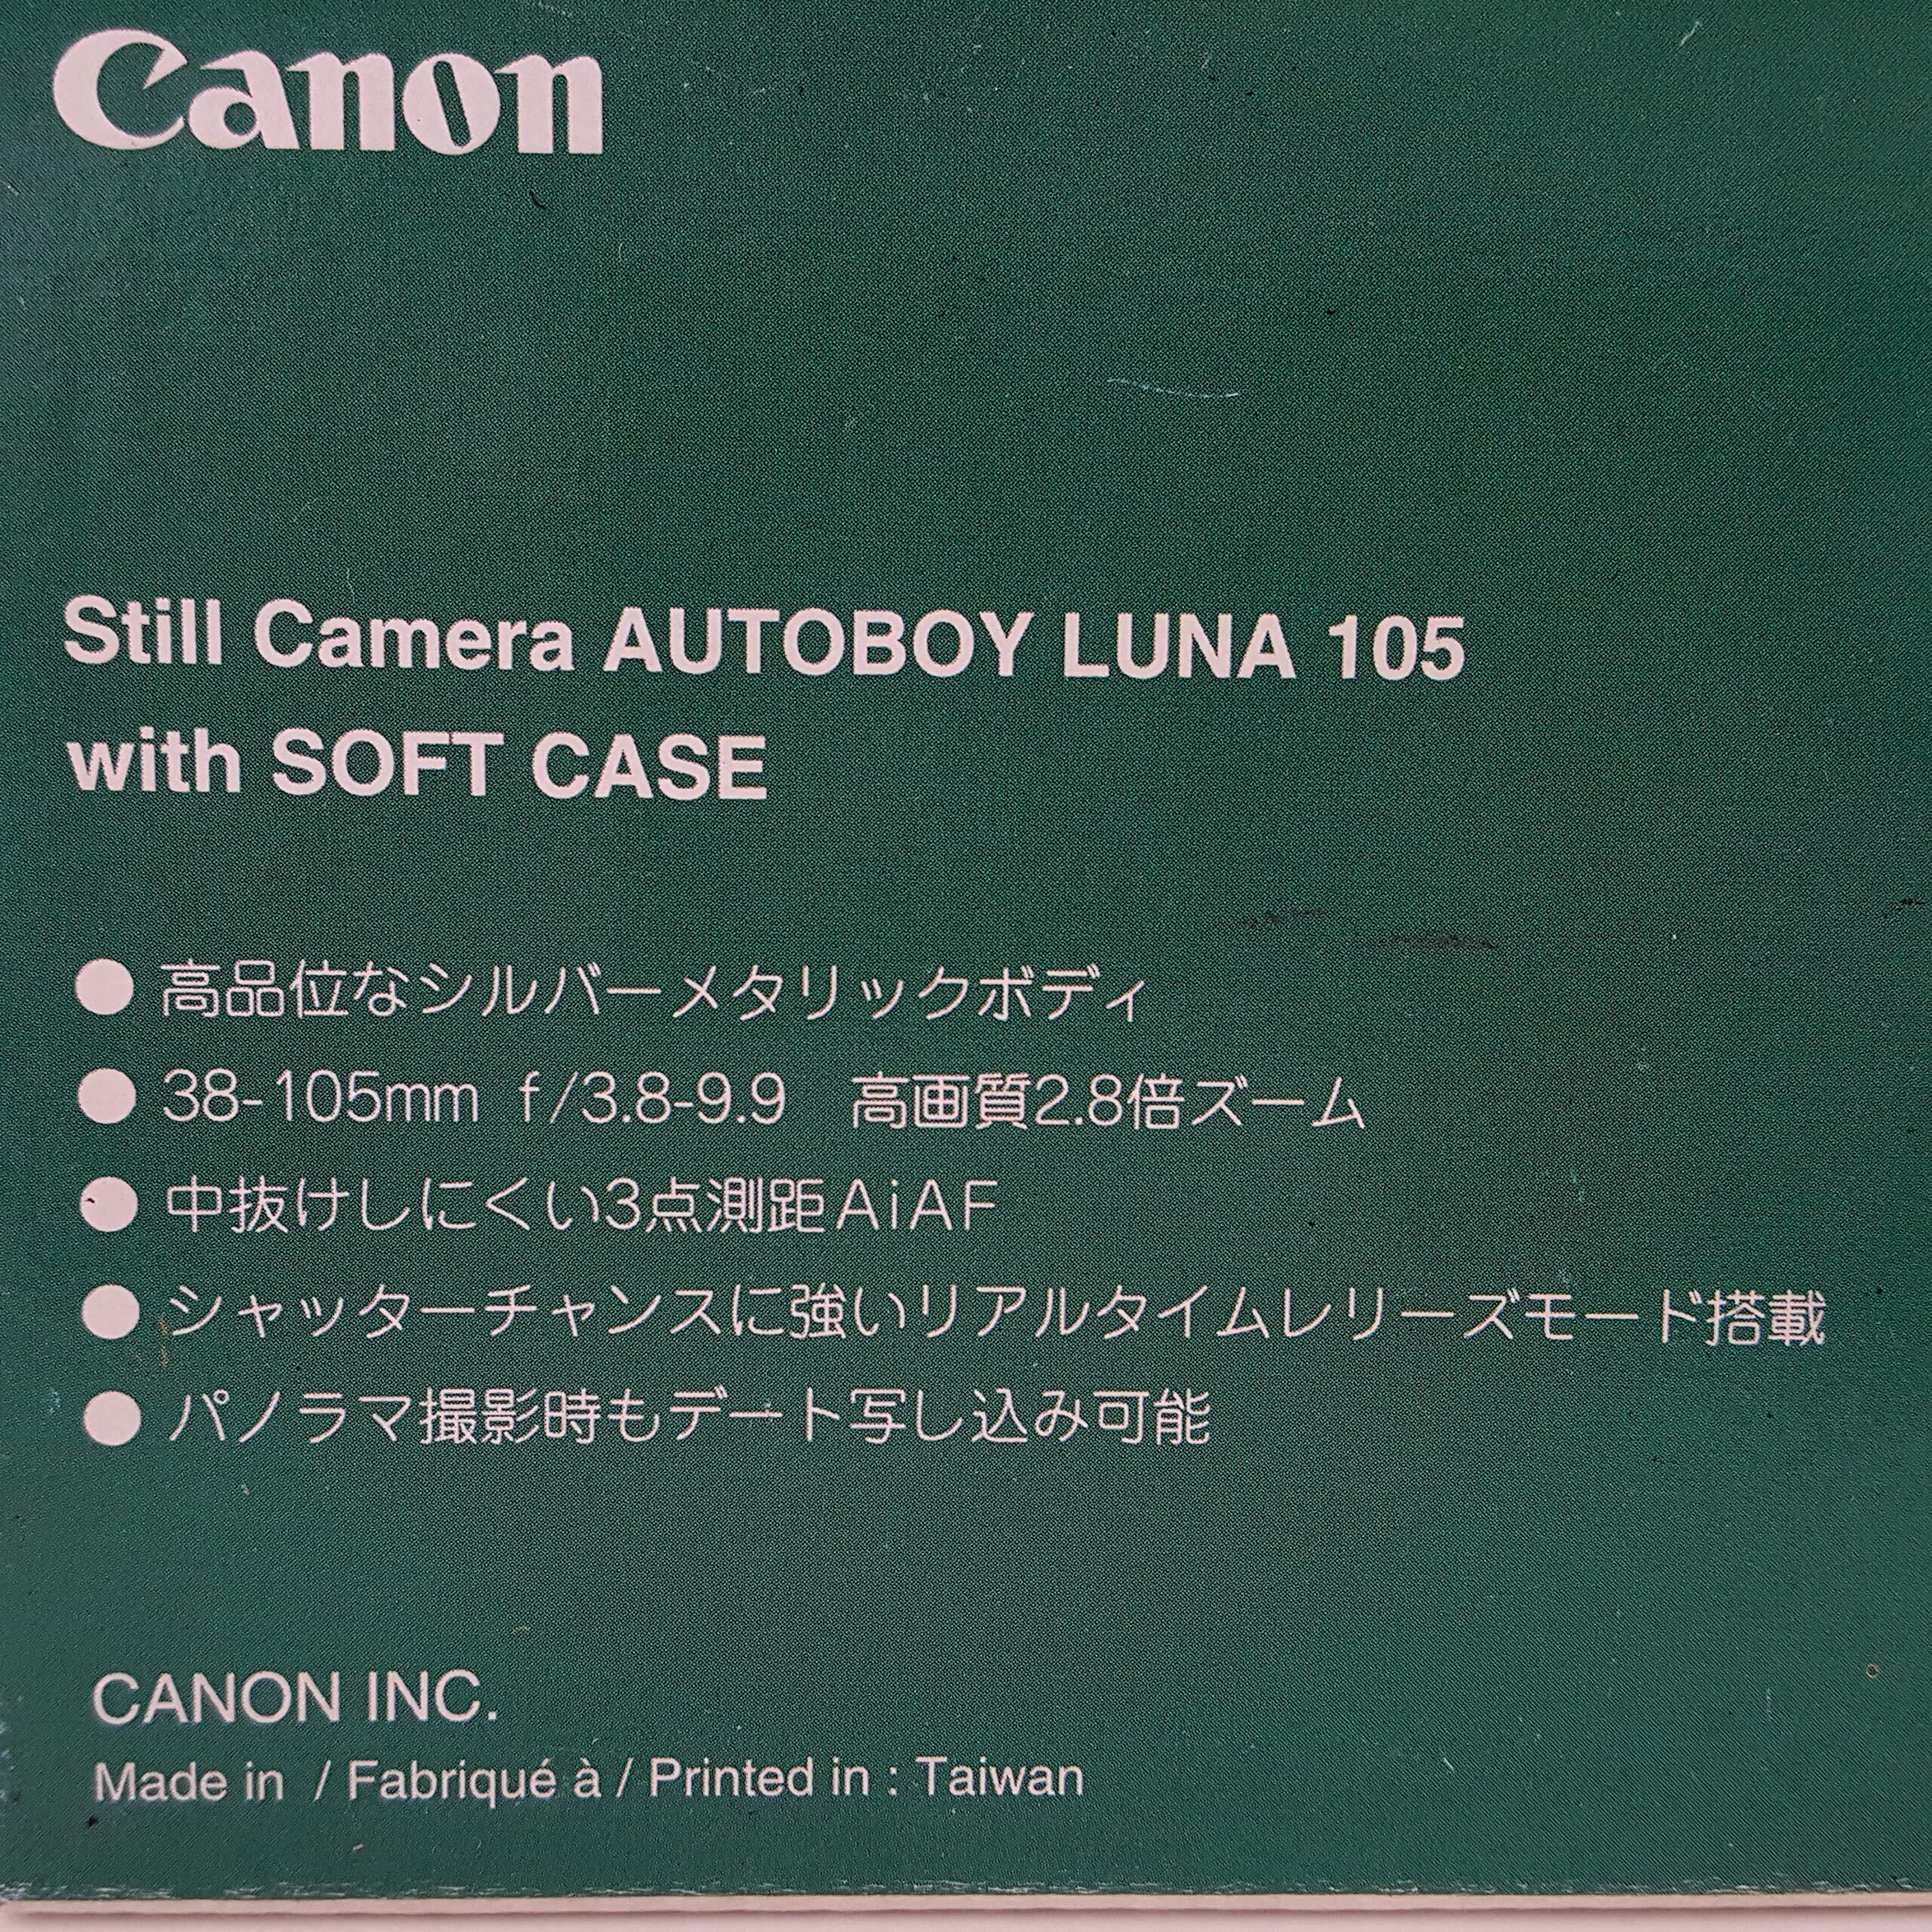 Canon
Still Camera AUTOBOY LUNA 105
with SOFT CASE
● 高品位なシルバーメタリックボディ
● 38-105mm f/3.8-9.9　高画質2.8倍ズーム
● 中抜けしにくい3点測距AiAF
● シャッターチャンスに強いリアルタイムレリーズモード搭載
● パノラマ撮影時もデート写し込み可能
CANON INC.
Made in / Fabriqué à / Printed in : Taiwan